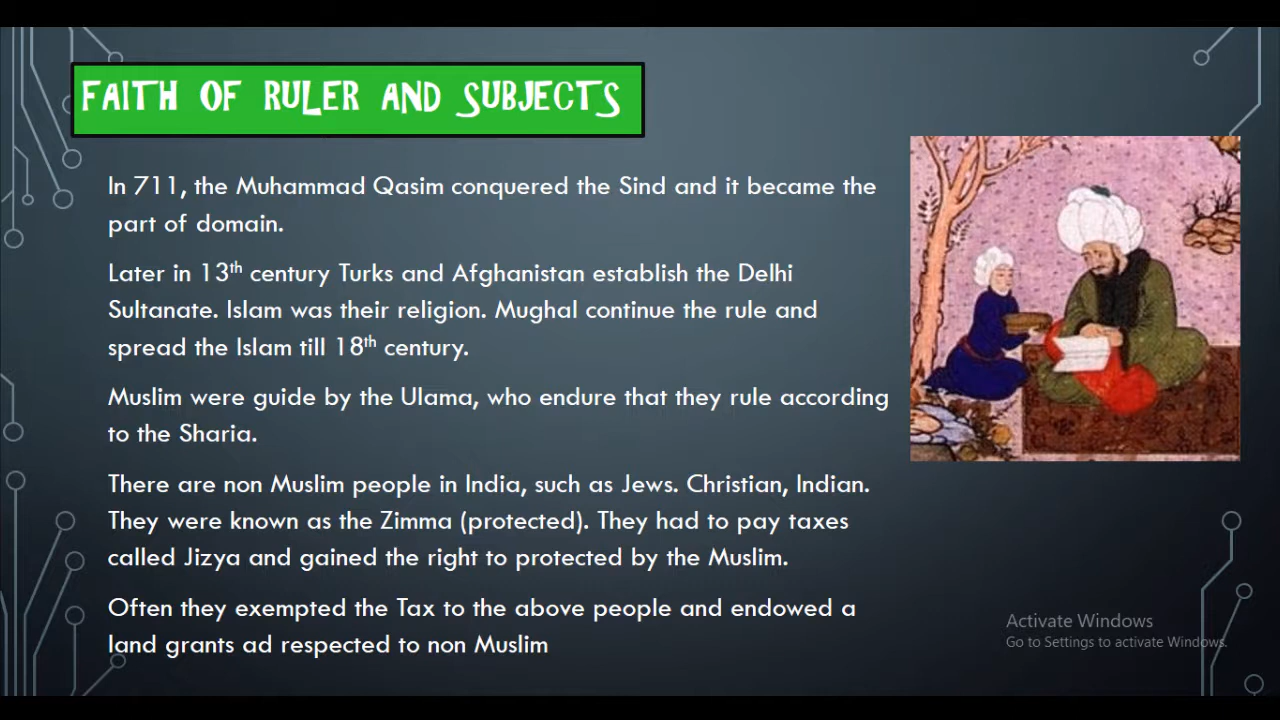 FAITH OF RULER AND SUBJECTS
In 711, the Muhammad Qasim conquered the Sind and it became the
part of domain.
Later in 13th century Turks and Afghanistan establish the Delhi
Sultanate. Islam was their religion. Mughal continue the rule and
spread the Islam till 18th century.
Muslim were guide by the Ulama, who endure that they rule according
to the Sharia.
There are non Muslim people in India, such as Jews. Christian, Indian.
They were known as the Zimma (protected). They had to pay taxes
called Jizya and gained the right to protected by the Muslim.
Often they exempted the Tax to the above people and endowed a
land grants ad respected to non Muslim
Activate Windows
Go to Settings to activate Windows.